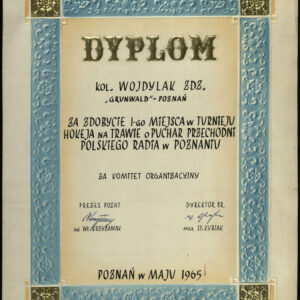 DYPLOM
KOL. WOJDYLAK ZDZ.
„GRUNWALD" - POZNAŃ
ZA ZDOBYCIE I-GO MIEJSCA W TURNIEJU
HOKEJA NA TRAWIE O PUCHAR PRZECHODNI
POLSKIEGO RADIA W POZNANIU
ZA KOMITET ORGANIZACYJNY
PREZES POZHT
DYREKTOR P.R.
MGR ST. KUBIAK
POZNAŃ W MAJU 1965